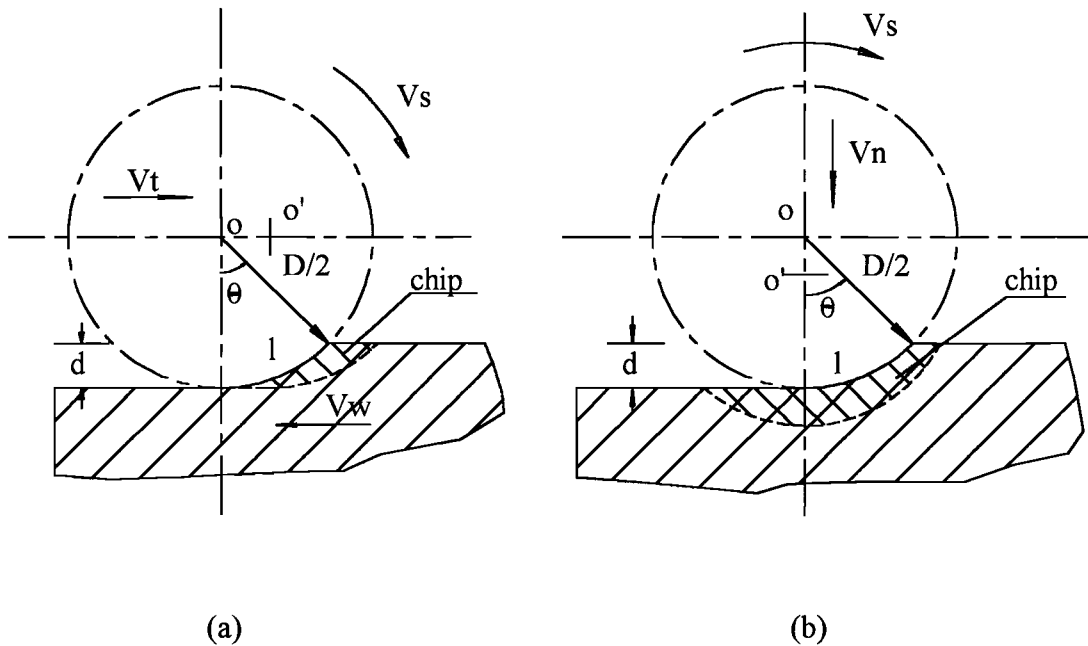 Vs
Vt
o
o'
D/2
θ
chip
d
l
Vw
(a)
Vs
Vn
o
o'
D/2
θ
chip
d
l
(b)